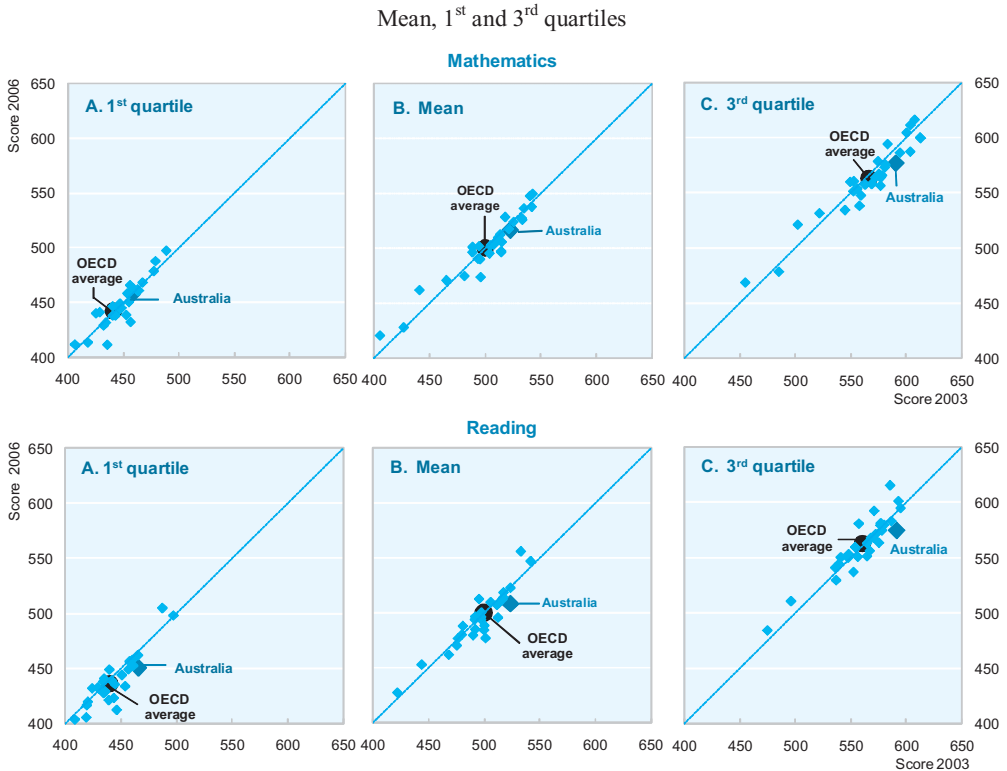 Mean, 1st and 3rd quartiles
Mathematics
Score 2006
650
600
550
500
450
400
A. 1st quartile
OECD
average
Australia
400
450
500
550
600
650
B. Mean
OECD
average
Australia
400
450
500
550
600
650
C. 3rd quartile
OECD
average
Australia
650
600
550
500
450
400
400
450
500
550
600
650
Score 2003
Reading
Score 2006
650
600
550
500
450
400
A. 1st quartile
Australia
OECD
average
400
450
500
550
600
650
B. Mean
Australia
OECD
average
400
450
500
550
600
650
C. 3rd quartile
OECD
average
Australia
650
600
550
500
450
400
400
450
500
550
600
650
Score 2003